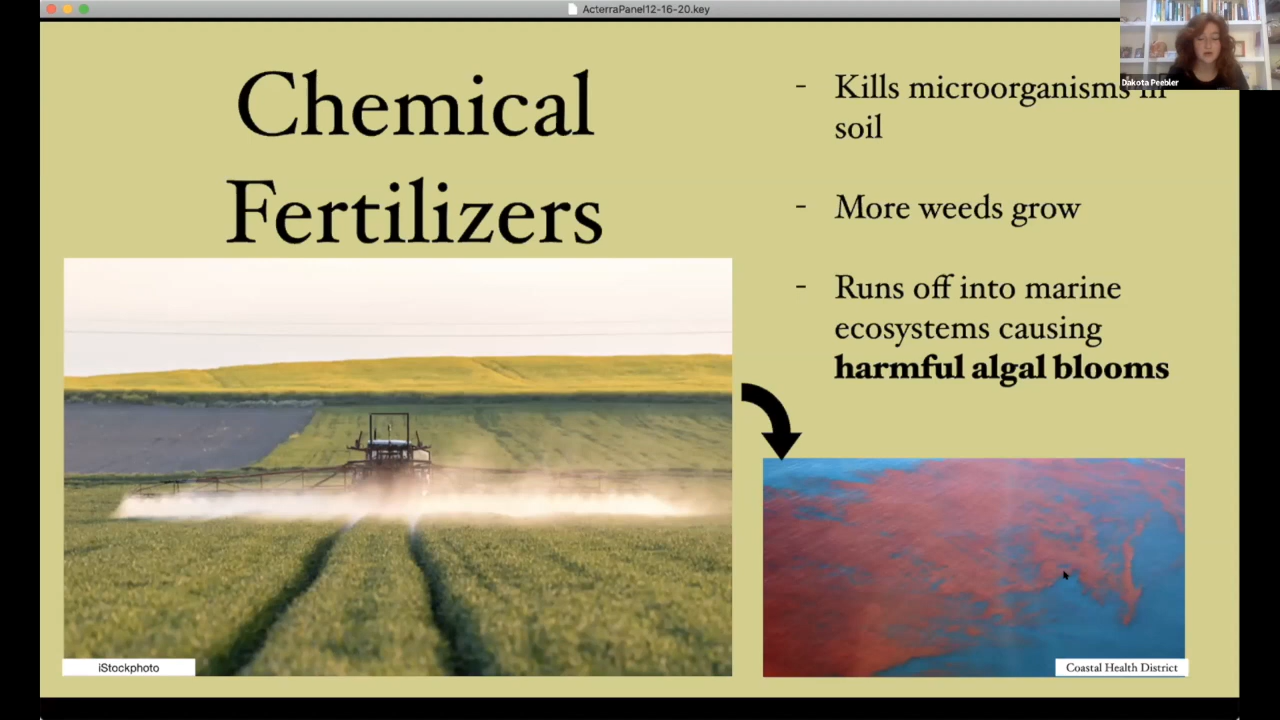 ActerraPanel12-16-20.key
Dakota Peebler
Chemical
Fertilizers
- Kills microorganisms in
soil
- More weeds grow
- Runs off into marine
ecosystems causing
harmful algal blooms
iStockphoto
Coastal Health District